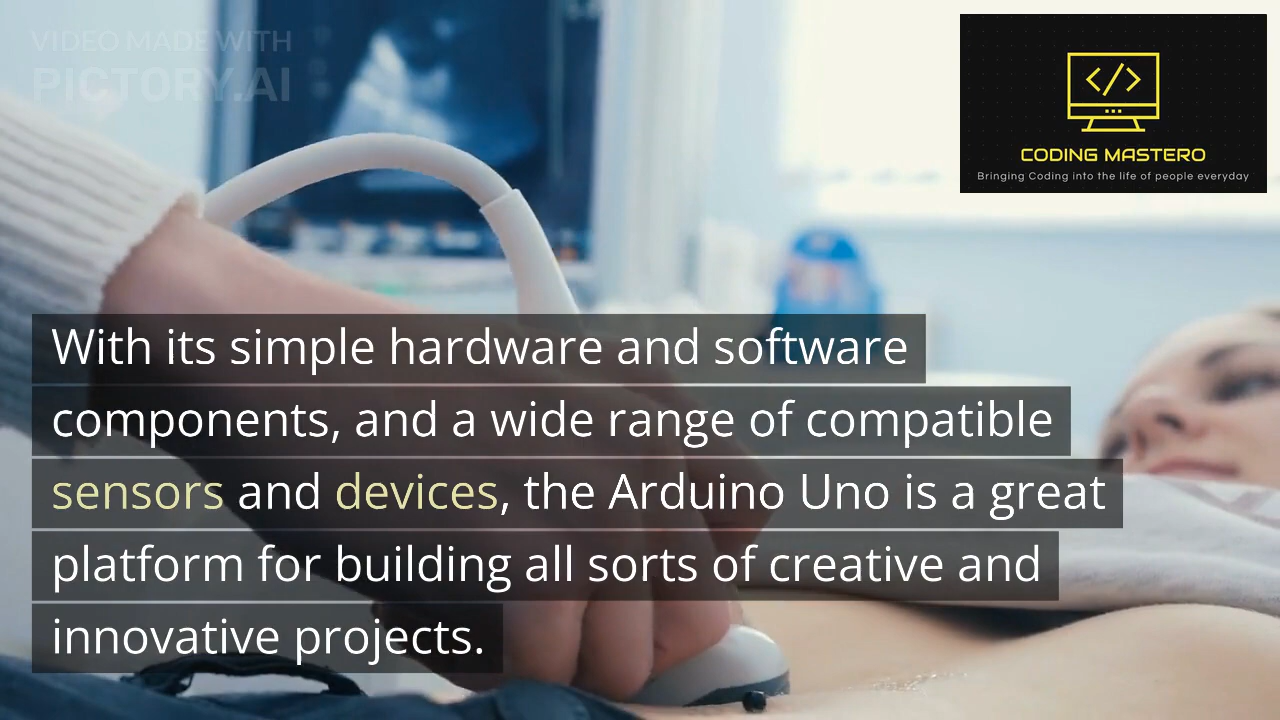 VIDEO MADE WITH
PICTORY.AI
</>
CODING MASTERO
Bringing Coding into the life of people everyday
With its simple hardware and software
components, and a wide range of compatible
sensors and devices, the Arduino Uno is a great
platform for building all sorts of creative and
innovative projects.